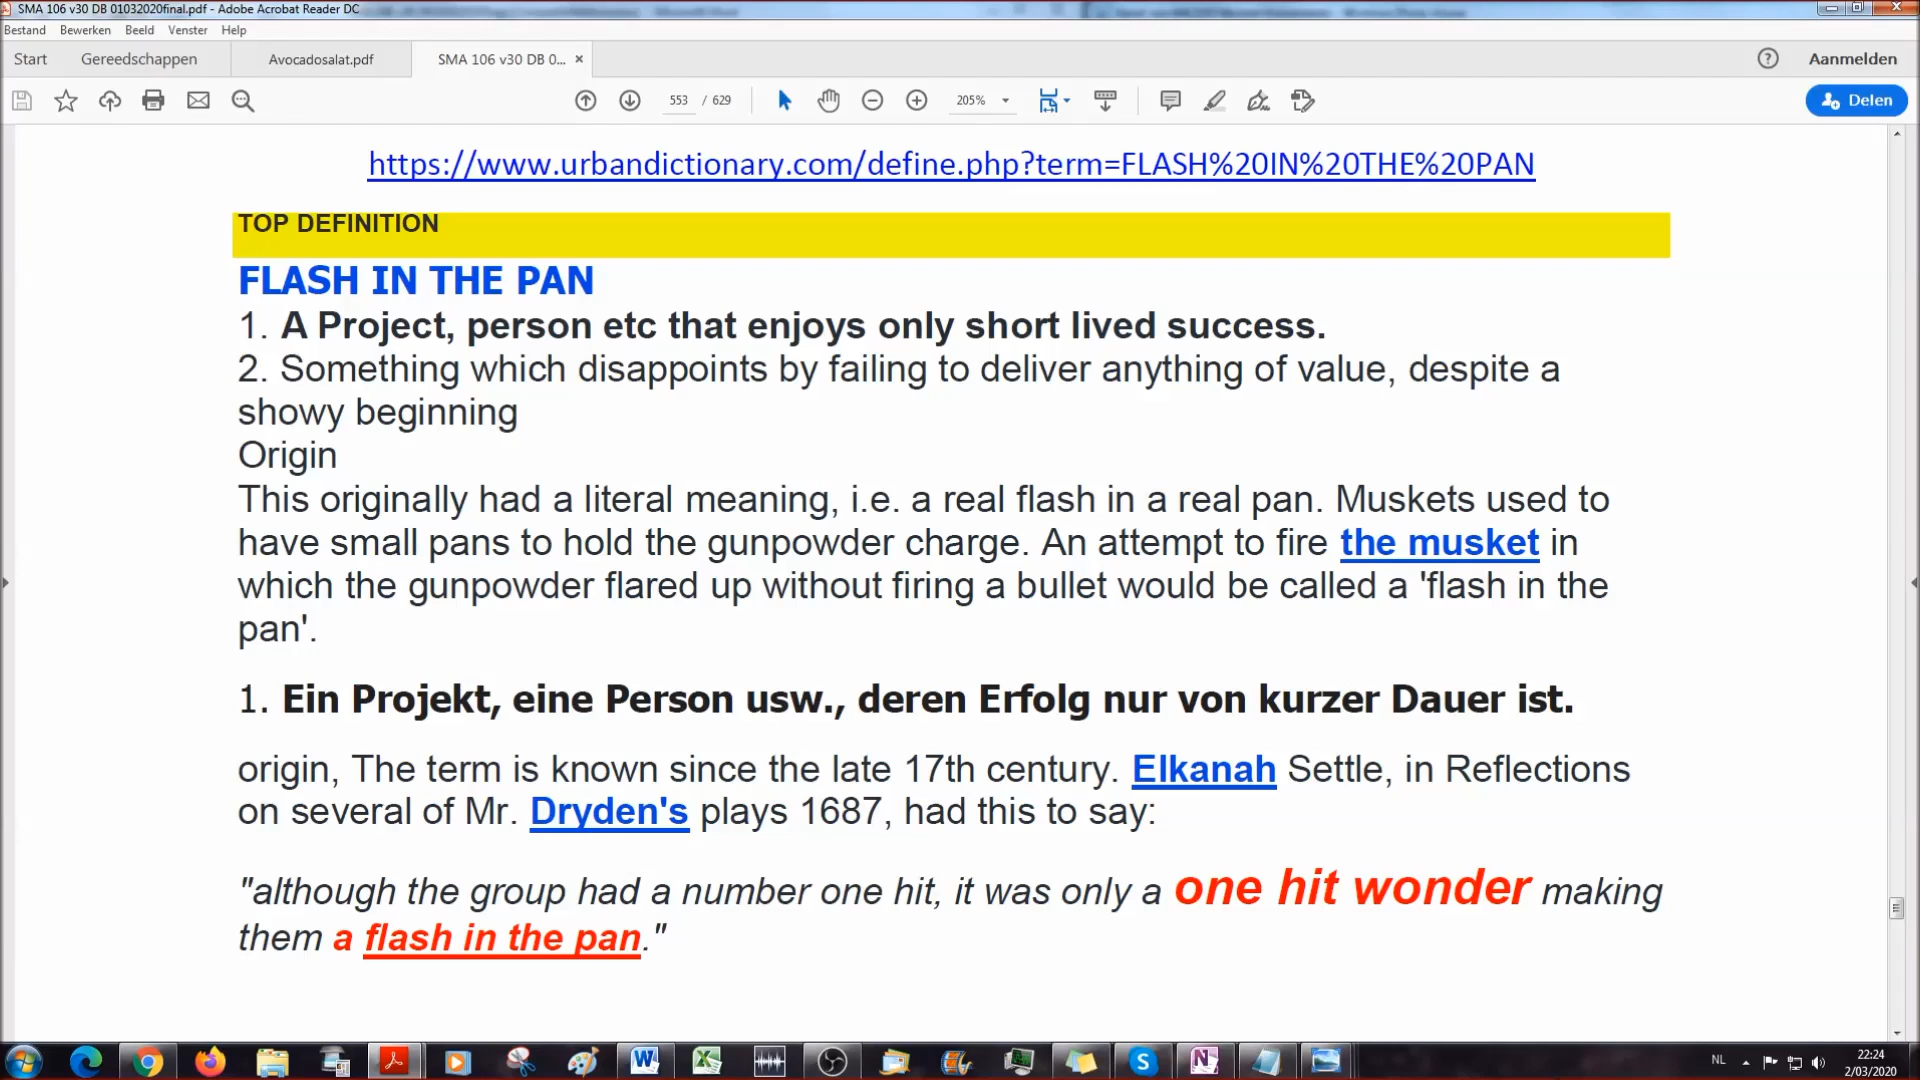 SMA 106 v30 DB 01032020final.pdf - Adobe Acrobat Reader DC
Bestand Bewerken Beeld Venster Help
Start Gereedschappen Avocadosalat.pdf SMA 106 v30 DB 0... × Aanmelden
553 / 629 205% Delen
https://www.urbandictionary.com/define.php?term=FLASH%20IN%20THE%20PAN
TOP DEFINITION
FLASH IN THE PAN
1. A Project, person etc that enjoys only short lived success.
2. Something which disappoints by failing to deliver anything of value, despite a
showy beginning
Origin
This originally had a literal meaning, i.e. a real flash in a real pan. Muskets used to
have small pans to hold the gunpowder charge. An attempt to fire the musket in
which the gunpowder flared up without firing a bullet would be called a 'flash in the
pan'.
1. Ein Projekt, eine Person usw., deren Erfolg nur von kurzer Dauer ist.
origin, The term is known since the late 17th century. Elkanah Settle, in Reflections
on several of Mr. Dryden's plays 1687, had this to say:
"although the group had a number one hit, it was only a one hit wonder making
them a flash in the pan."
NL 22:24
2/03/2020